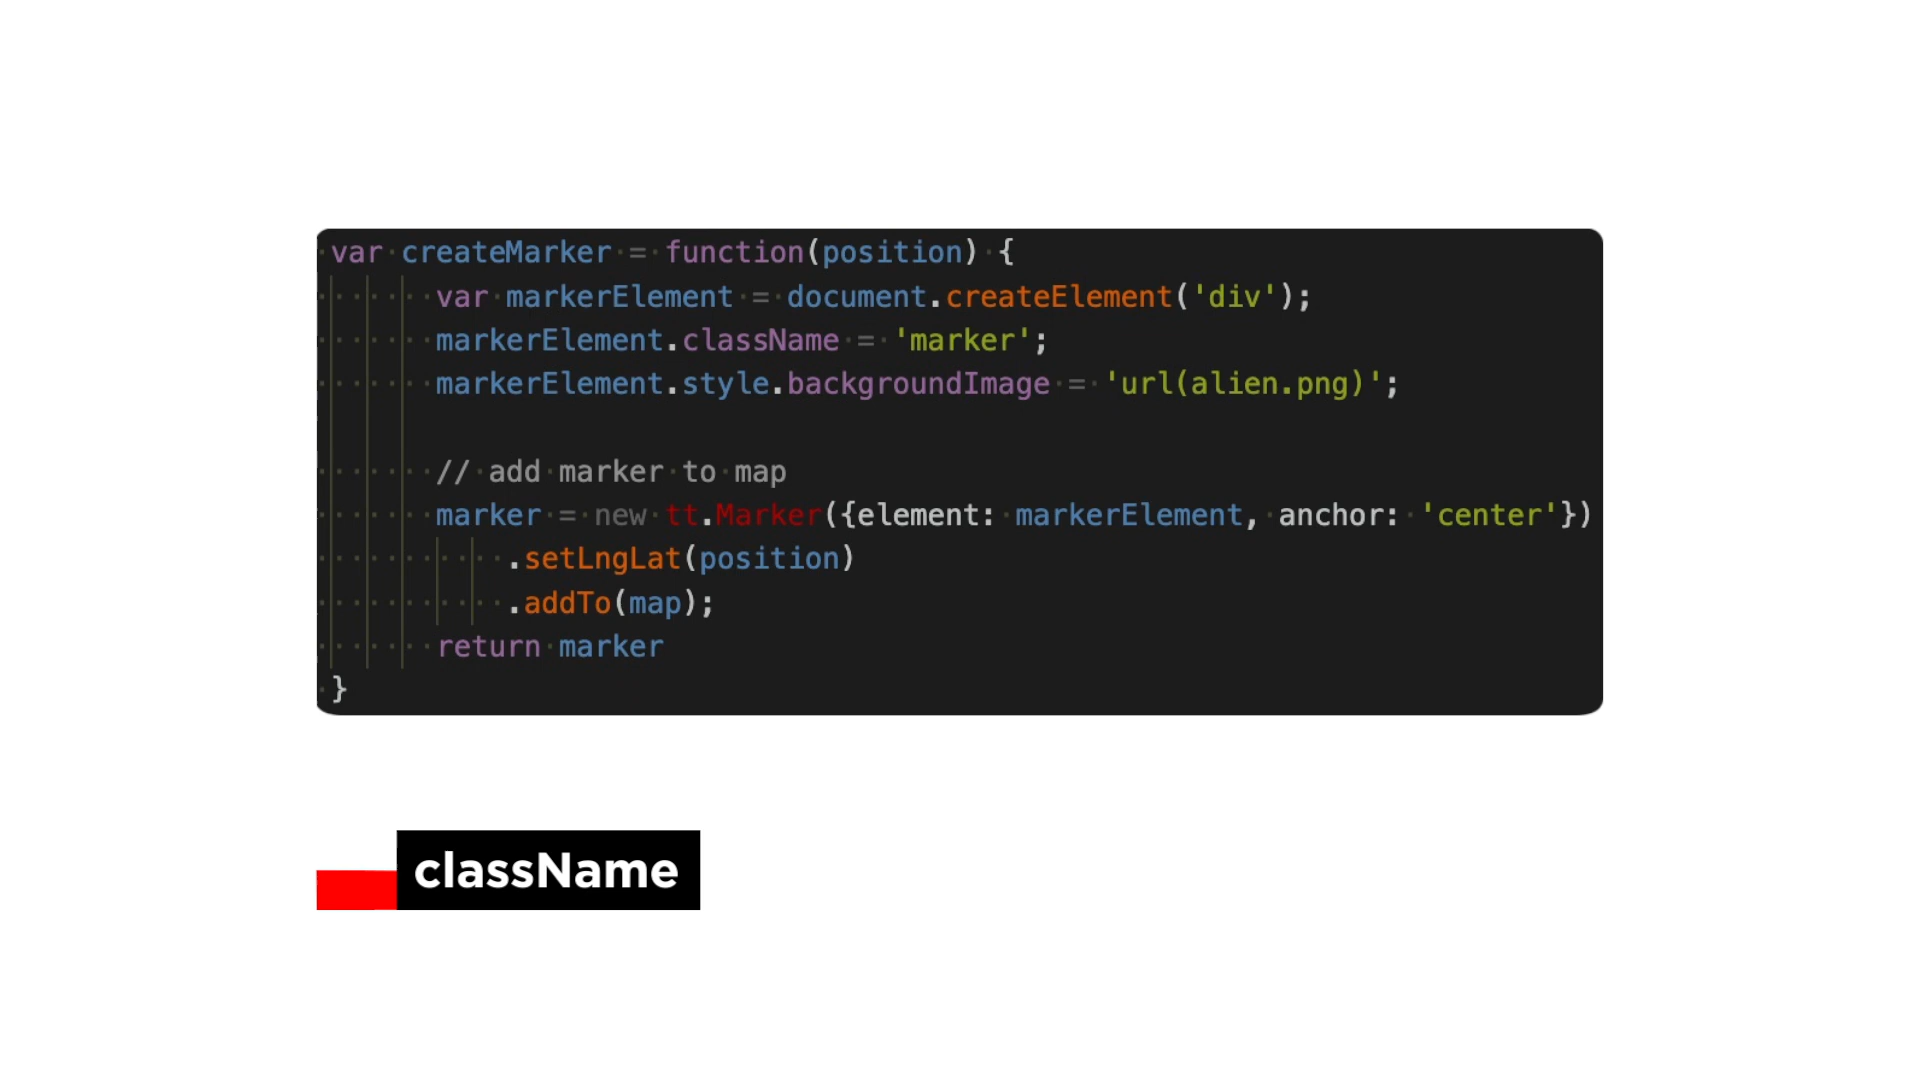 var createMarker = function(position) {
var markerElement = document.createElement('div');
markerElement.className = 'marker';
markerElement.style.backgroundImage = 'url(alien.png)';
// add marker to map
marker = new tt.Marker({element: markerElement, anchor: 'center'})
.setLngLat(position)
.addTo(map);
return marker
}
className